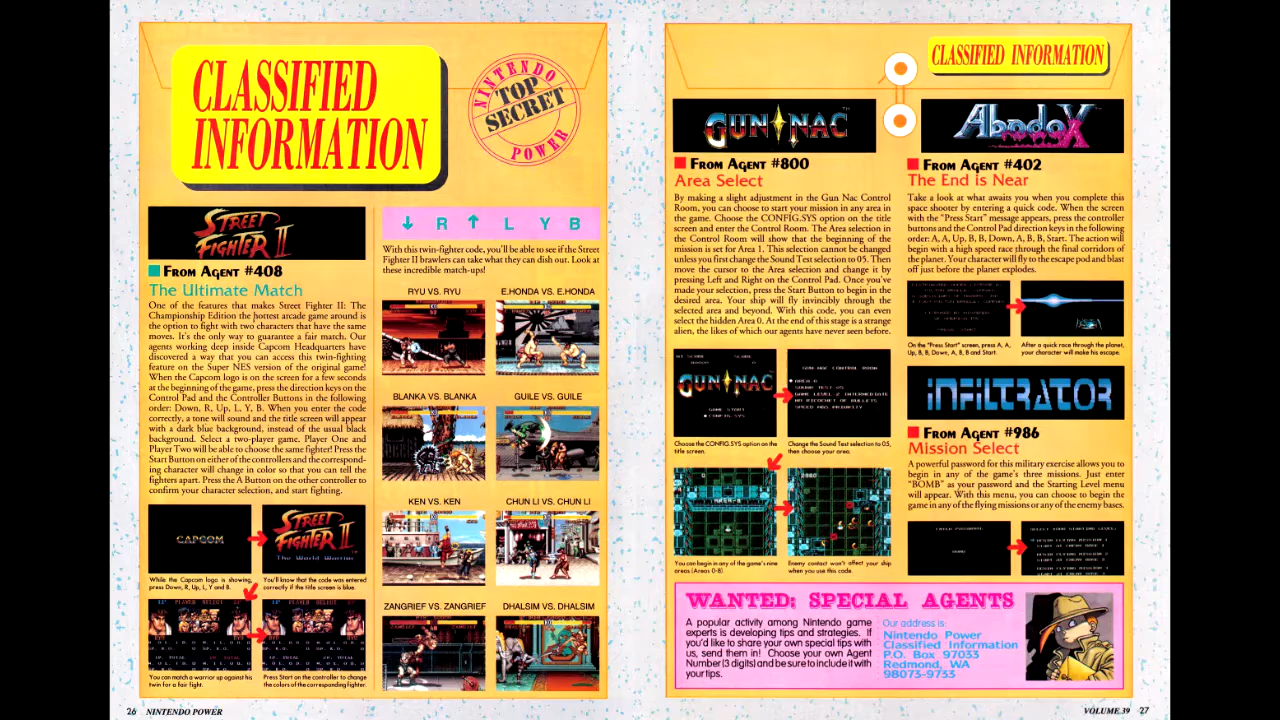 CLASSIFIED
INFORMATION
NINTENDO
TOP
SECRET
POWER
STREET
FIGHTER II
FROM AGENT #408
The Ultimate Match
One of the features that makes Street Fighter II: The
Championship Edition the hottest arcade game around is
the option to fight with two characters that have the same
moves. It's the only way to guarantee a fair match. Our
agents working deep inside Capcom Headquarters have
discovered a way that you can access this twin-fighting
feature on the Super NES version of the original game!
When the Capcom logo is on the screen for a few seconds
at the beginning of the game, press the direction keys on the
Control Pad and the Controller Buttons in the following
order: Down, R, Up, L, Y, B. When you enter the code
correctly, a tone will sound and the title screen will appear
with a dark blue background, instead of the usual black
background. Select a two-player game. Player One and
Player Two will be able to choose the same fighter! Press the
Start Button on either of the controllers and the correspond-
ing character will change in color so that you can tell the
fighters apart. Press the A Button on the other controller to
confirm your character selection, and start fighting.
CAPCOM
STREET
FIGHTER II
The World Warrior
While the Capcom logo is showing,
press Down, R, Up, L, Y and B.
You'll know that the code was entered
correctly if the title screen is blue.
PLAYER SELECT
PLAYER SELECT
You can match a warrior up against his
twin for a fair fight.
Press Start on the controller to change
the colors of the corresponding fighter.
↓ R ↑ L Y B
With this twin-fighter code, you'll be able to see if the Street
Fighter II brawlers can take what they can dish out. Look at
these incredible match-ups!
RYU VS. RYU
E.HONDA VS. E.HONDA
BLANKA VS. BLANKA
GUILE VS. GUILE
KEN VS. KEN
CHUN LI VS. CHUN LI
ZANGRIEF VS. ZANGRIEF
DHALSIM VS. DHALSIM
26 NINTENDO POWER
CLASSIFIED INFORMATION
GUN NAC
FROM AGENT #800
Area Select
By making a slight adjustment in the Gun Nac Control
Room, you can choose to start your mission in any area in
the game. Choose the CONFIG.SYS option on the title
screen and enter the Control Room. The Area selection in
the Control Room will show that the beginning of the
mission is set for Area 1. This selection cannot be changed
unless you first change the Sound Test selection to 05. Then
move the cursor to the Area selection and change it by
pressing Left and Right on the Control Pad. Once you've
made your selection, press the Start Button to begin in the
desired area. Your ship will fly invincibly through the
selected area and beyond. With this code, you can even
select the hidden Area 0. At the end of this stage is a strange
alien, the likes of which our agents have never seen before.
GUN NAC
GAME START
CONFIG.SYS
GUN-NAC CONTROL ROOM
AREA 0
SOUND TEST 05
GAME LEVEL-2 INTERMEDIATE
NO RICOCHET OF BULLETS
SPEED ADD PRIORITY
Choose the CONFIG.SYS option on the
title screen.
Change the Sound Test selection to 05,
then choose your area.
You can begin in any of the game's nine
areas (Areas 0-8)
Enemy contact won't affect your ship
when you use this code.
Abadox
FROM AGENT #402
The End is Near
Take a look at what awaits you when you complete this
space shooter by entering a quick code. When the screen
with the "Press Start" message appears, press the controller
buttons and the Control Pad direction keys in the following
order: A, A, Up, B, B, Down, A, B, B, Start. The action will
begin with a high speed race through the final corridors of
the planet. Your character will fly to the escape pod and blast
off just before the planet explodes.
On the "Press Start" screen, press A, A,
Up, B, B, Down, A, B, B and Start.
After a quick race through the planet,
your character will make his escape.
INFILTRATOR
FROM AGENT #986
Mission Select
A powerful password for this military exercise allows you to
begin in any of the game's three missions. Just enter
"BOMB" as your password and the Starting Level menu
will appear. With this menu, you can choose to begin the
game in any of the flying missions or any of the enemy bases.
WANTED: SPECIAL AGENTS
A popular activity among Nintendo game
experts is developing tips and strategies. If
you'd like to share your own special tips with
us, send them in! Choose your own Agent
Number (3 digits) and be sure to include it with
your tips.
Our address is:
Nintendo Power
Classified Information
P.O. Box 97033
Redmond, WA
98073-9733
VOLUME 39 27